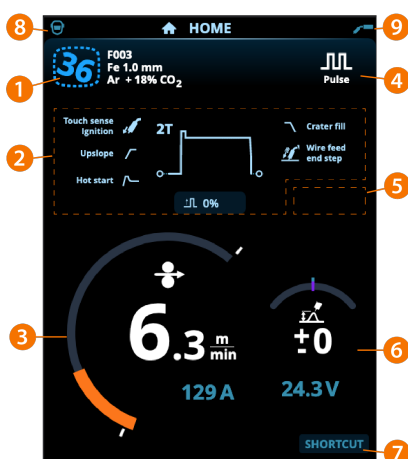 8
HOME
9
36
F003
Fe 1.0 mm
Ar + 18% CO₂
Pulse
1
4
Touch sense
Ignition
2T
Crater fill
2
Upslope
Wire feed
end step
Hot start
5
0%
6.3 m/min
3
±0
6
129 A
24.3 V
SHORTCUT
7